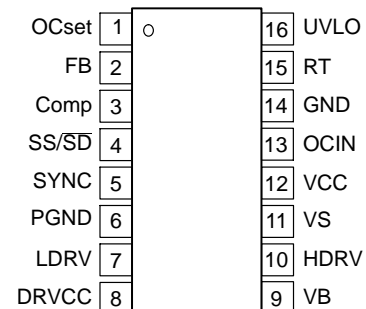 OCset 1 16 UVLO
FB 2 15 RT
Comp 3 14 GND
SS/SD 4 13 OCIN
SYNC 5 12 VCC
PGND 6 11 VS
LDRV 7 10 HDRV
DRVCC 8 9 VB